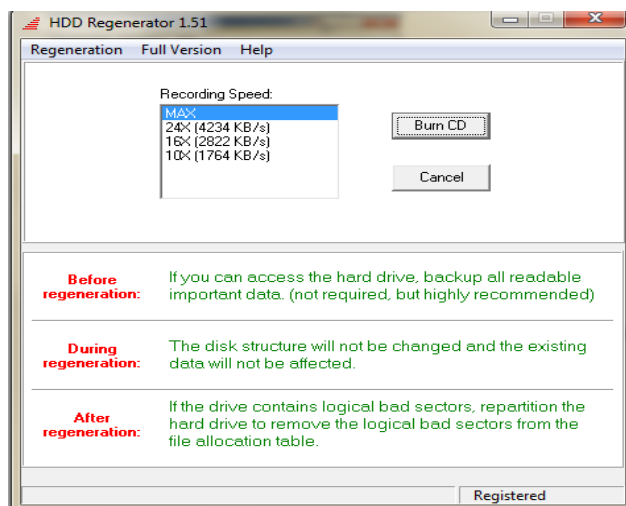 HDD Regenerator 1.51
Regeneration Full Version Help
Recording Speed:
MAX
24X (4234 KB/s)
16X (2822 KB/s)
10X (1764 KB/s)
Burn CD
Cancel
Before regeneration:
If you can access the hard drive, backup all readable
important data. (not required, but highly recommended)
During regeneration:
The disk structure will not be changed and the existing
data will not be affected.
After regeneration:
If the drive contains logical bad sectors, repartition the
hard drive to remove the logical bad sectors from the
file allocation table.
Registered